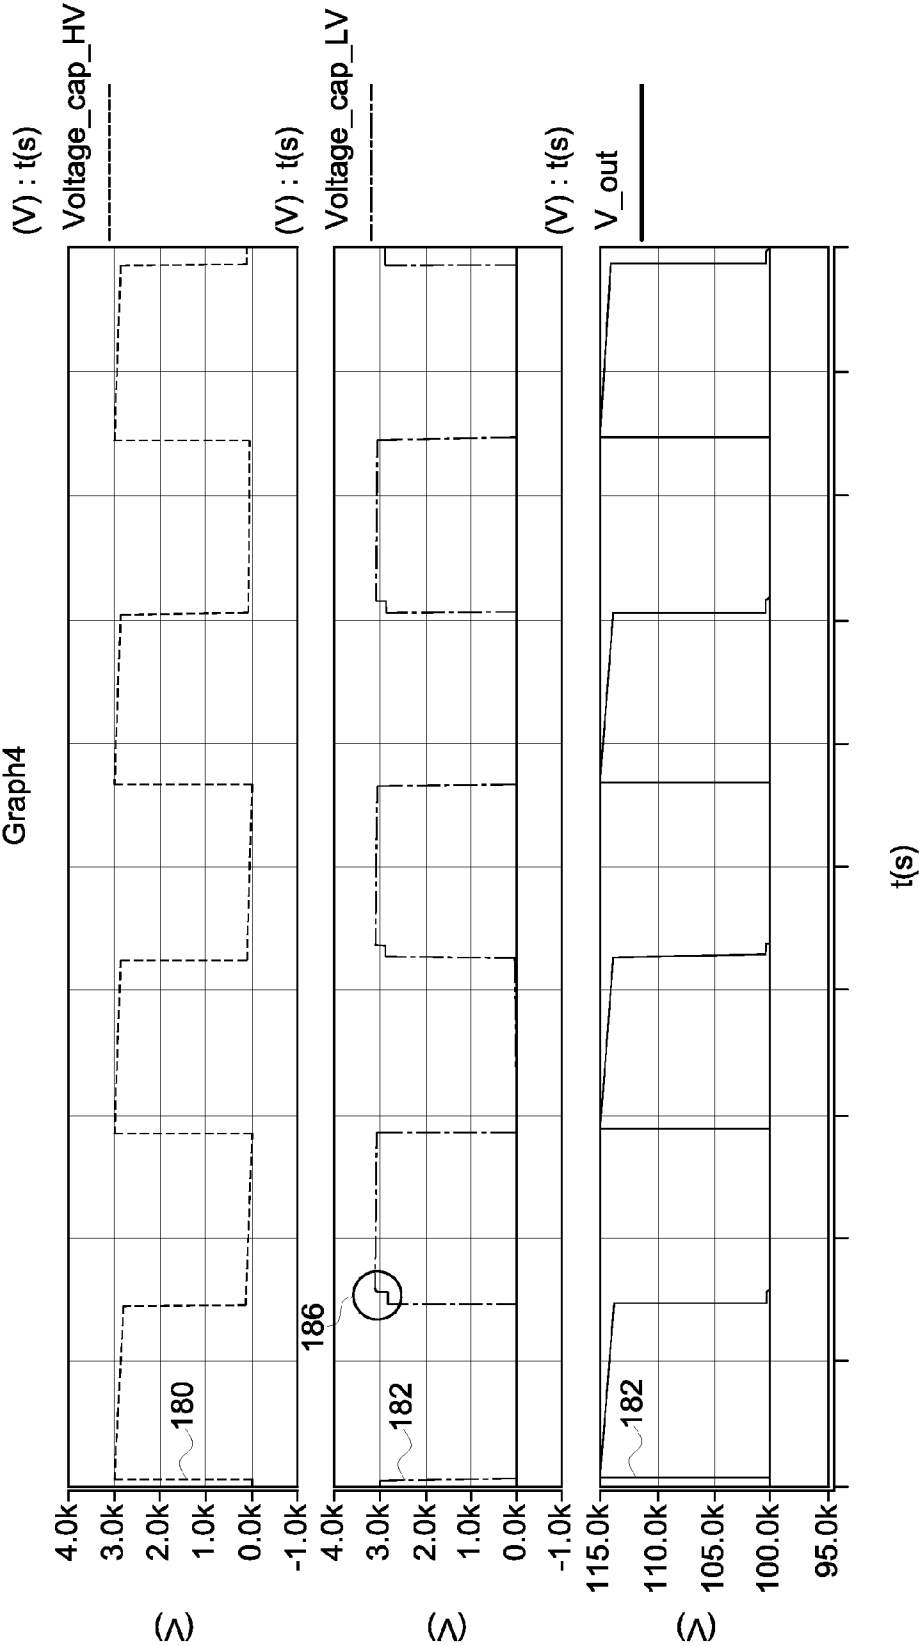 Graph4
(V) : t(s)
Voltage_cap_HV
4.0k
3.0k
2.0k
1.0k
0.0k
-1.0k
(V)
180
(V) : t(s)
Voltage_cap_LV
4.0k
3.0k
2.0k
1.0k
0.0k
(V)
186
182
(V) : t(s)
V_out
115.0k
110.0k
105.0k
100.0k
95.0k
(V)
182
t(s)